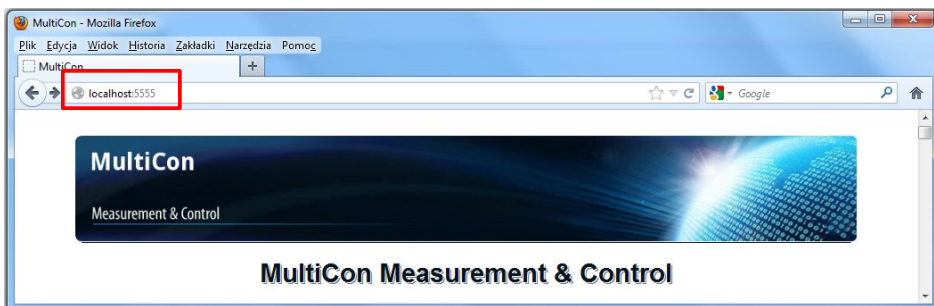 MultiCon - Mozilla Firefox
Plik Edycja Widok Historia Zakładki Narzędzia Pomoc
MultiCon +
localhost:5555 Google
MultiCon
Measurement & Control
MultiCon Measurement & Control